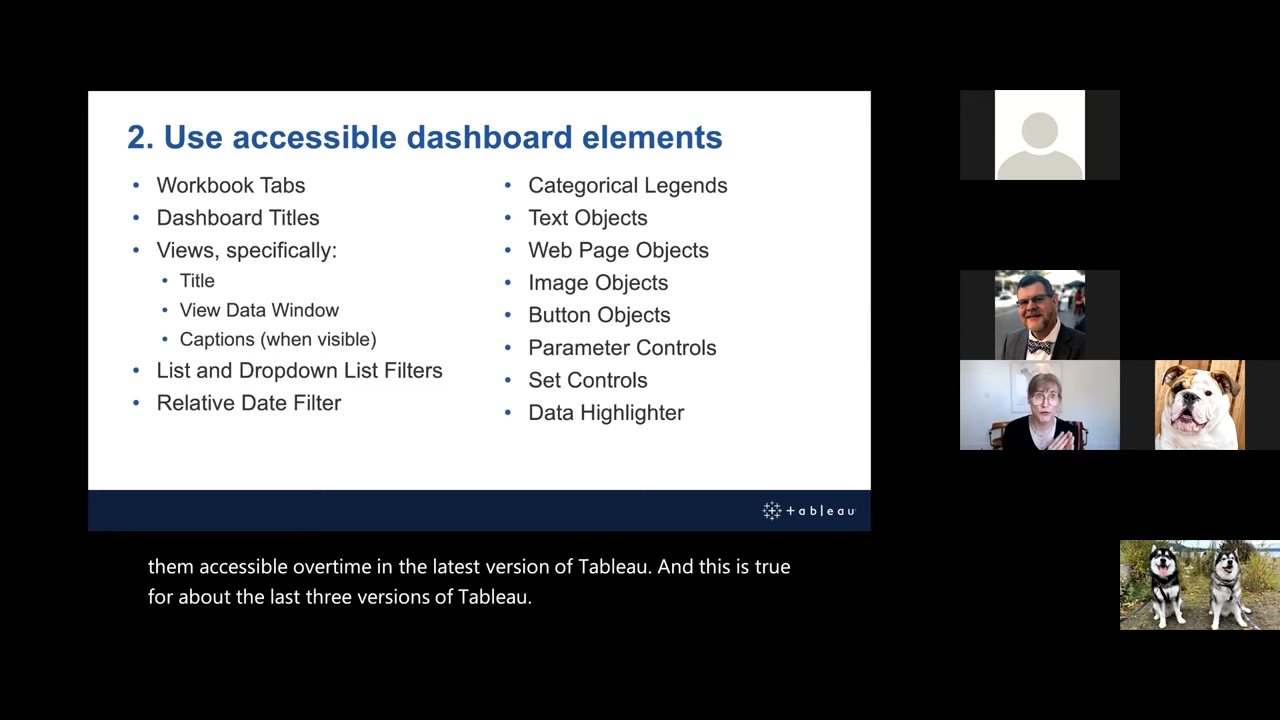 2. Use accessible dashboard elements
Workbook Tabs
Dashboard Titles
Views, specifically:
Title
View Data Window
Captions (when visible)
List and Dropdown List Filters
Relative Date Filter
Categorical Legends
Text Objects
Web Page Objects
Image Objects
Button Objects
Parameter Controls
Set Controls
Data Highlighter
+ableau
them accessible overtime in the latest version of Tableau. And this is true
for about the last three versions of Tableau.